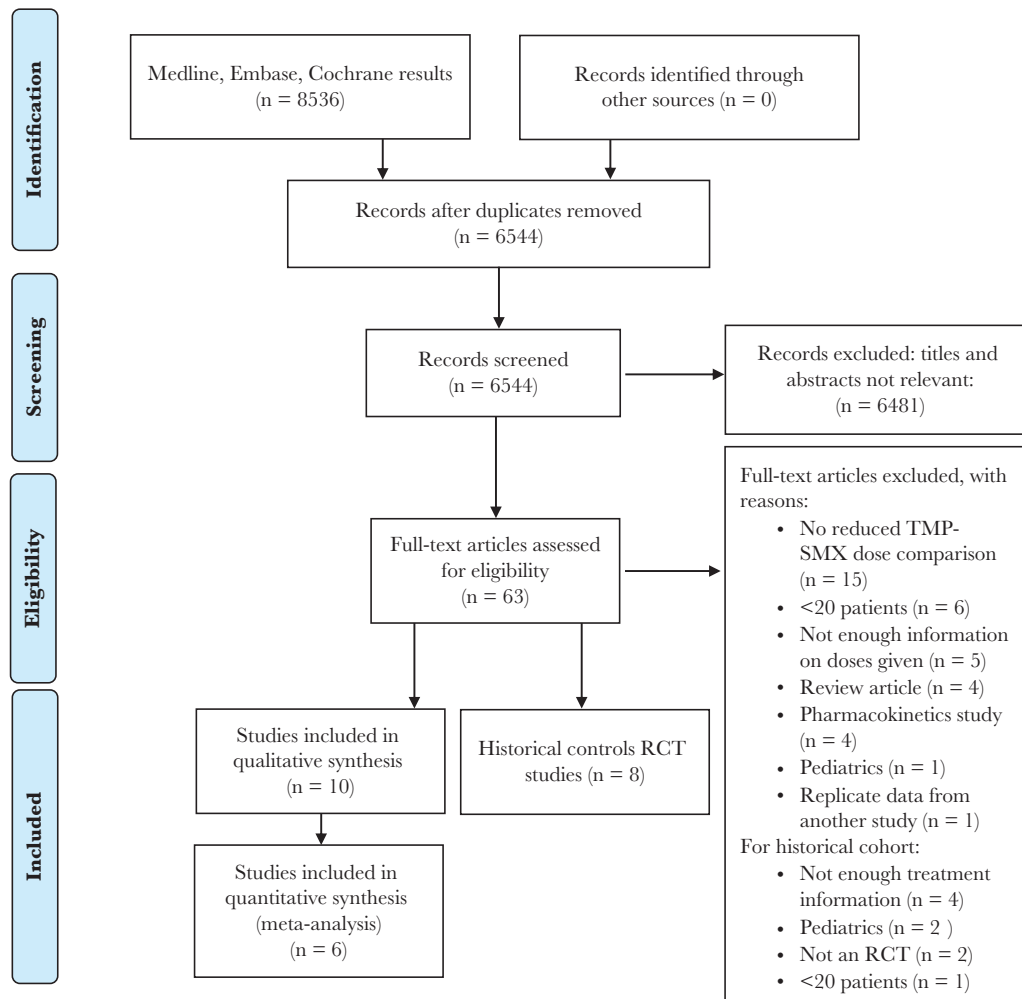 Identification
Medline, Embase, Cochrane results
(n = 8536)
Records identified through
other sources (n = 0)
Records after duplicates removed
(n = 6544)
Screening
Records screened
(n = 6544)
Records excluded: titles and
abstracts not relevant:
(n = 6481)
Eligibility
Full-text articles assessed
for eligibility
(n = 63)
Full-text articles excluded, with
reasons:
• No reduced TMP-
SMX dose comparison
(n = 15)
• <20 patients (n = 6)
• Not enough information
on doses given (n = 5)
• Review article (n = 4)
• Pharmacokinetics study
(n = 4)
• Pediatrics (n = 1)
• Replicate data from
another study (n = 1)
For historical cohort:
• Not enough treatment
information (n = 4)
• Pediatrics (n = 2 )
• Not an RCT (n = 2)
• <20 patients (n = 1)
Included
Studies included in
qualitative synthesis
(n = 10)
Historical controls RCT
studies (n = 8)
Studies included in
quantitative synthesis
(meta-analysis)
(n = 6)